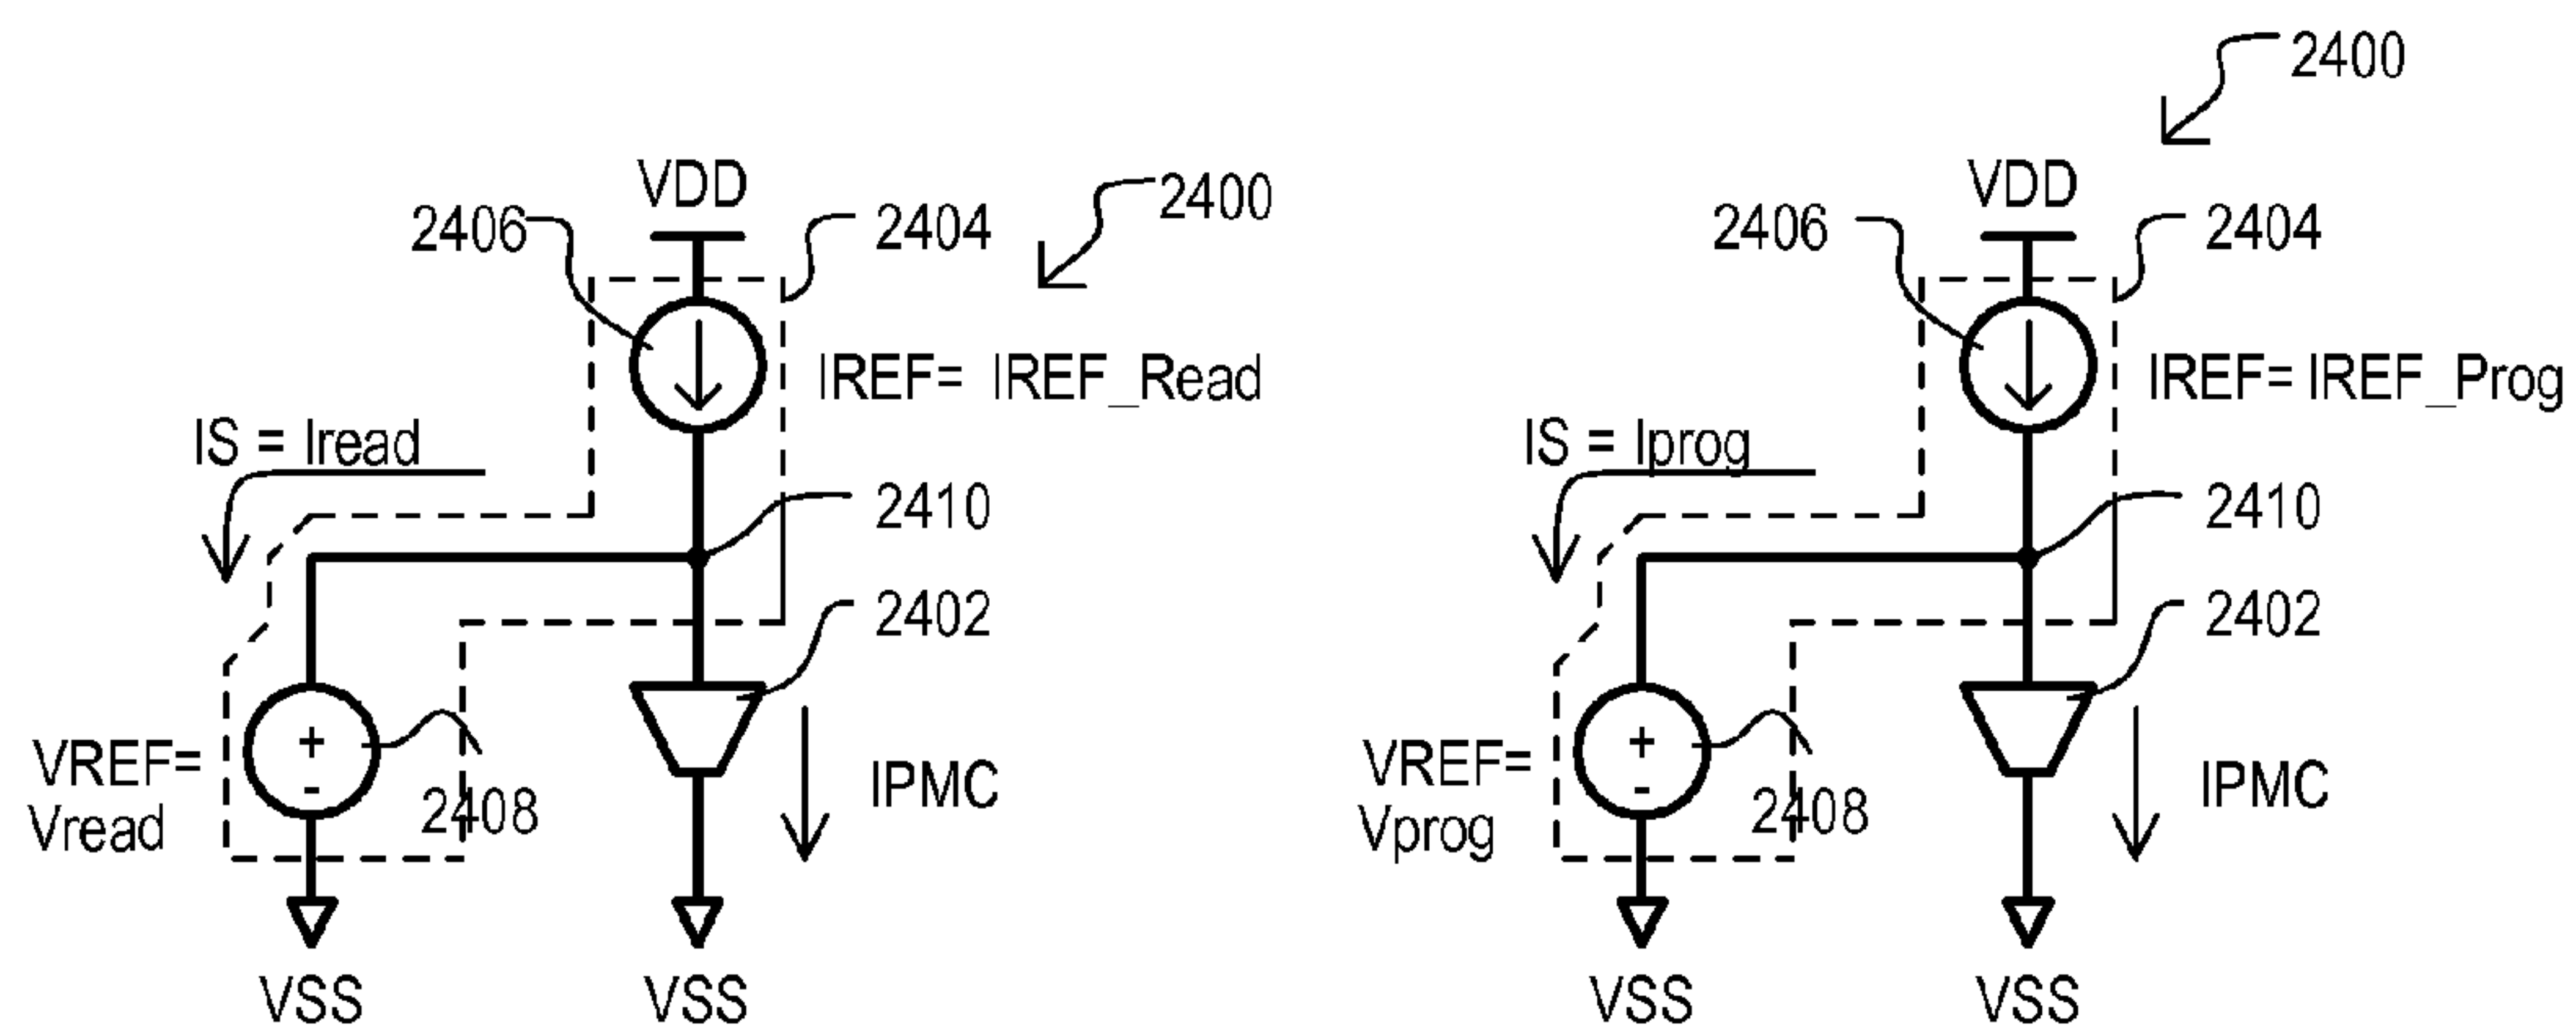 2400
VDD
2406
2404
2400
IREF= IREF_Read
IS = Iread
2410
2402
VREF=
Vread
+
-
2408
IPMC
VSS
VSS
VDD
2406
2404
IREF= IREF_Prog
IS = Iprog
2410
2402
VREF=
Vprog
+
-
2408
IPMC
VSS
VSS